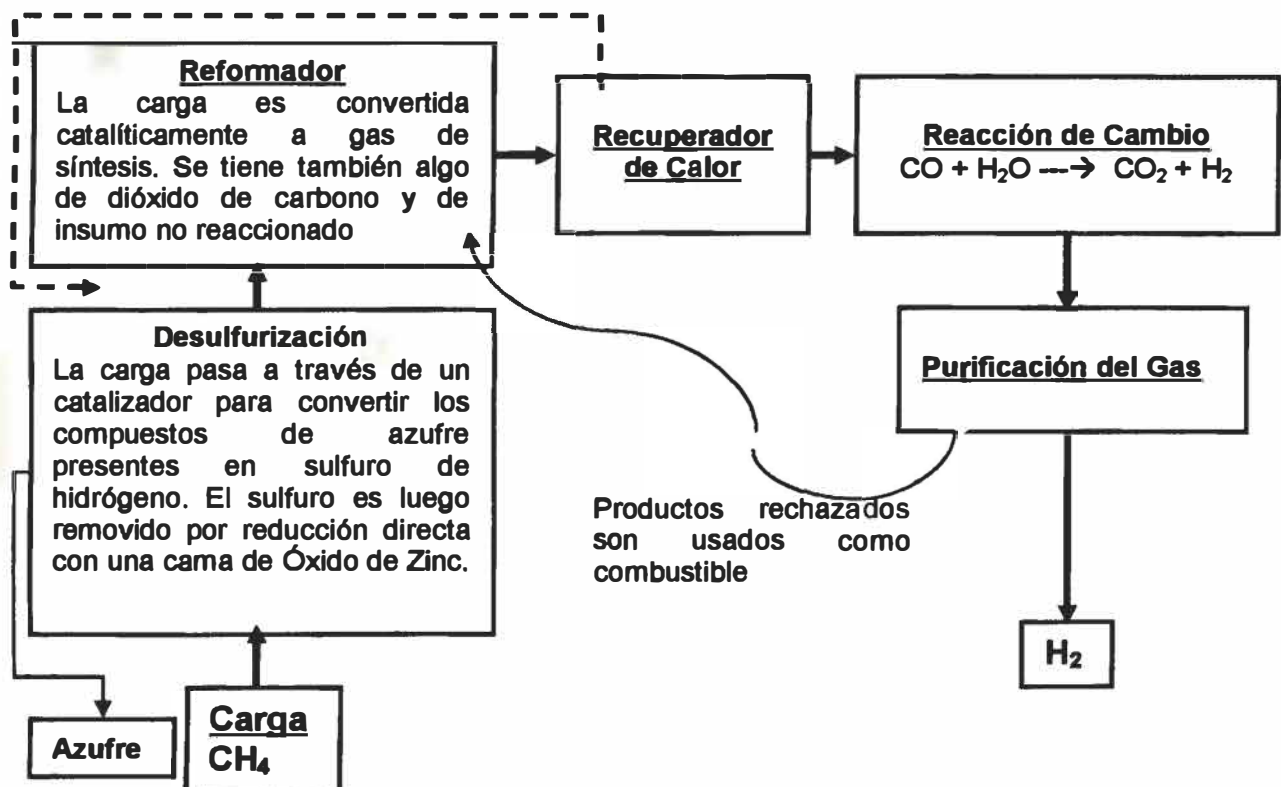 Reformador
La carga es convertida
catalíticamente a gas de
síntesis. Se tiene también algo
de dióxido de carbono y de
insumo no reaccionado
Recuperador
de Calor
Reacción de Cambio
CO + H₂O ---→ CO₂ + H₂
Desulfurización
La carga pasa a través de un
catalizador para convertir los
compuestos de azufre
presentes en sulfuro de
hidrógeno. El sulfuro es luego
removido por reducción directa
con una cama de Óxido de Zinc.
Purificación del Gas
Productos rechazados
son usados como
combustible
H₂
Azufre
Carga
CH₄